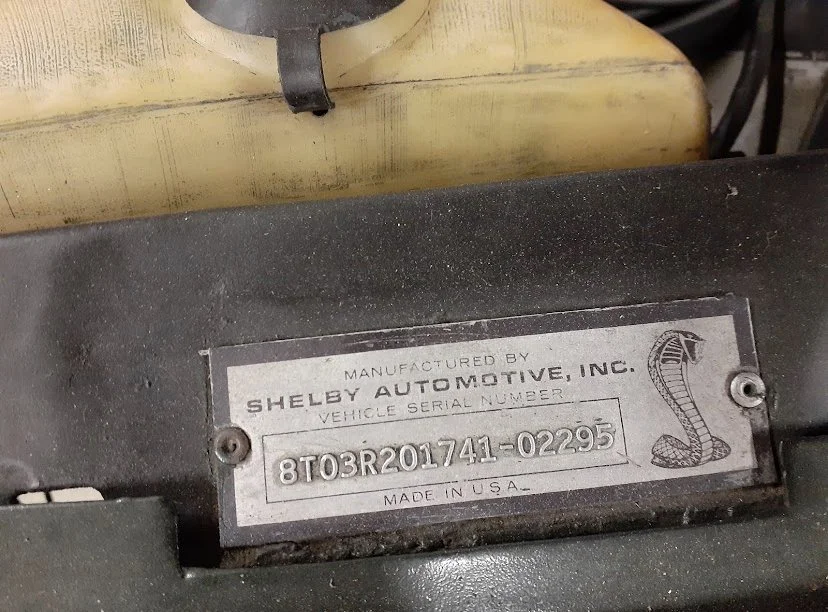 MANUFACTURED BY
SHELBY AUTOMOTIVE, INC.
VEHICLE SERIAL NUMBER
8T03R201741-02295
MADE IN U.S.A.